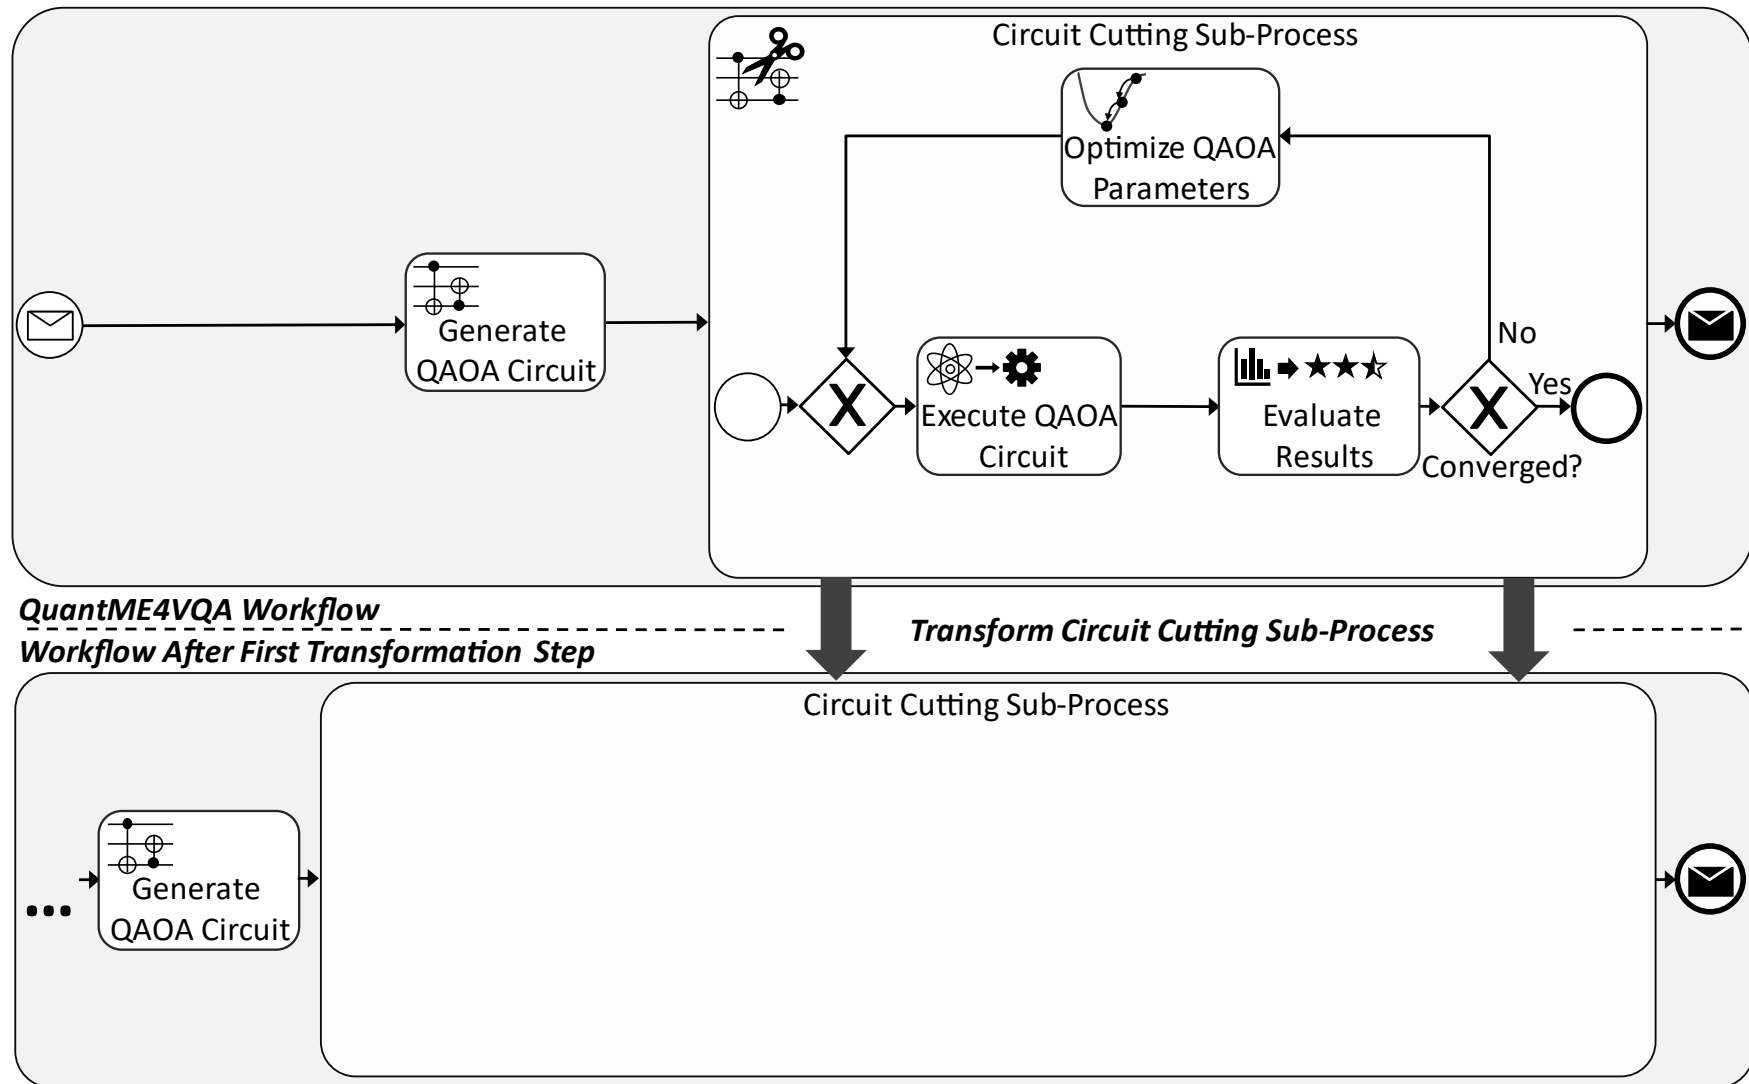 Circuit Cutting Sub-Process
Optimize QAOA
Parameters
Generate
QAOA Circuit
X
Execute QAOA
Circuit
Evaluate
Results
X
No
Yes
Converged?
QuantME4VQA Workflow
Transform Circuit Cutting Sub-Process
Workflow After First Transformation Step
Circuit Cutting Sub-Process
...
Generate
QAOA Circuit